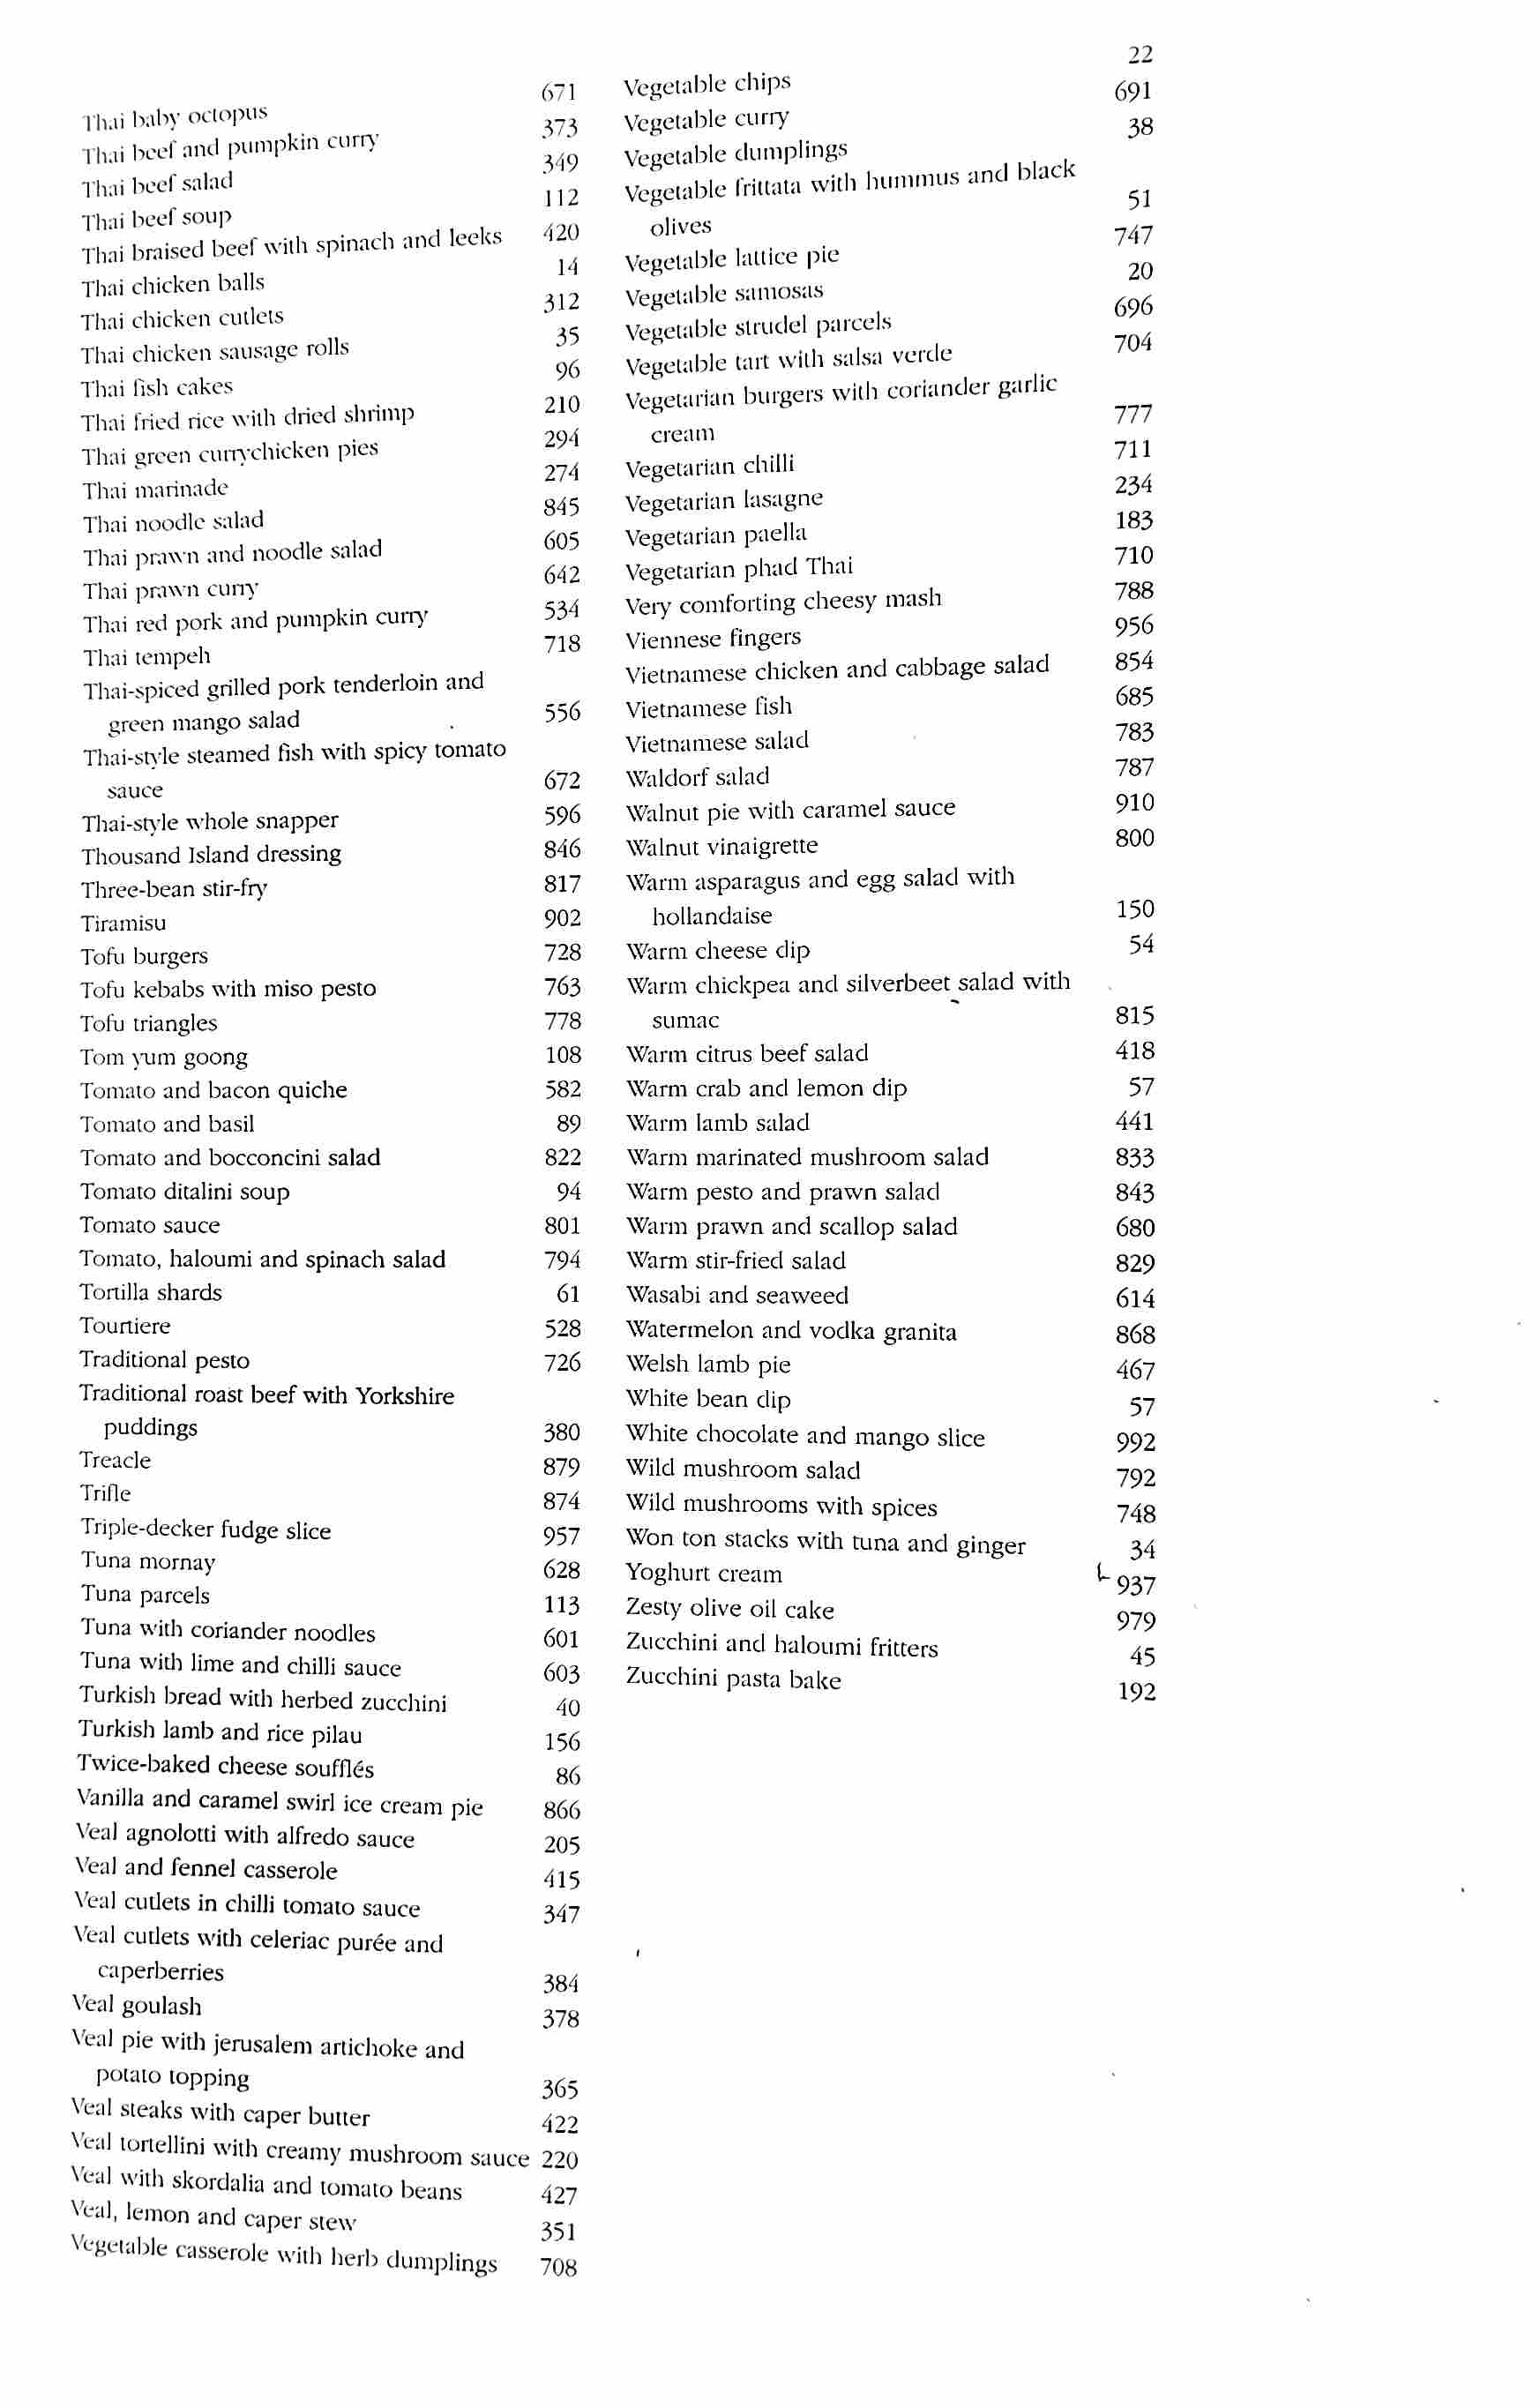 Thai baby octopus 671
Thai beef and pumpkin curry 373
Thai beef salad 349
Thai beef soup 112
Thai braised beef with spinach and leeks 420
Thai chicken balls 14
Thai chicken cutlets 312
Thai chicken sausage rolls 35
Thai fish cakes 96
Thai fried rice with dried shrimp 210
Thai green currychicken pies 294
Thai marinade 274
Thai noodle salad 845
Thai prawn and noodle salad 605
Thai prawn curry 642
Thai red pork and pumpkin curry 534
Thai tempeh 718
Thai-spiced grilled pork tenderloin and
green mango salad 556
Thai-style steamed fish with spicy tomato
sauce 672
Thai-style whole snapper 596
Thousand Island dressing 846
Three-bean stir-fry 817
Tiramisu 902
Tofu burgers 728
Tofu kebabs with miso pesto 763
Tofu triangles 778
Tom yum goong 108
Tomato and bacon quiche 582
Tomato and basil 89
Tomato and bocconcini salad 822
Tomato ditalini soup 94
Tomato sauce 801
Tomato, haloumi and spinach salad 794
Tortilla shards 61
Tourtiere 528
Traditional pesto 726
Traditional roast beef with Yorkshire
puddings 380
Treacle 879
Trifle 874
Triple-decker fudge slice 957
Tuna mornay 628
Tuna parcels 113
Tuna with coriander noodles 601
Tuna with lime and chilli sauce 603
Turkish bread with herbed zucchini 40
Turkish lamb and rice pilau 156
Twice-baked cheese soufflés 86
Vanilla and caramel swirl ice cream pie 866
Veal agnolotti with alfredo sauce 205
Veal and fennel casserole 415
Veal cutlets in chilli tomato sauce 347
Veal cutlets with celeriac purée and
caperberries 384
Veal goulash 378
Veal pie with jerusalem artichoke and
potato topping 365
Veal steaks with caper butter 422
Veal tortellini with creamy mushroom sauce 220
Veal with skordalia and tomato beans 427
Veal, lemon and caper stew 351
Vegetable casserole with herb dumplings 708
Vegetable chips 22
Vegetable curry 691
Vegetable dumplings 38
Vegetable frittata with hummus and black
olives 51
Vegetable lattice pie 747
Vegetable samosas 20
Vegetable strudel parcels 696
Vegetable tart with salsa verde 704
Vegetarian burgers with coriander garlic
cream 777
Vegetarian chilli 711
Vegetarian lasagne 234
Vegetarian paella 183
Vegetarian phad Thai 710
Very comforting cheesy mash 788
Viennese fingers 956
Vietnamese chicken and cabbage salad 854
Vietnamese fish 685
Vietnamese salad 783
Waldorf salad 787
Walnut pie with caramel sauce 910
Walnut vinaigrette 800
Warm asparagus and egg salad with
hollandaise 150
Warm cheese dip 54
Warm chickpea and silverbeet salad with
sumac 815
Warm citrus beef salad 418
Warm crab and lemon dip 57
Warm lamb salad 441
Warm marinated mushroom salad 833
Warm pesto and prawn salad 843
Warm prawn and scallop salad 680
Warm stir-fried salad 829
Wasabi and seaweed 614
Watermelon and vodka granita 868
Welsh lamb pie 467
White bean dip 57
White chocolate and mango slice 992
Wild mushroom salad 792
Wild mushrooms with spices 748
Won ton stacks with tuna and ginger 34
Yoghurt cream 937
Zesty olive oil cake 979
Zucchini and haloumi fritters 45
Zucchini pasta bake 192